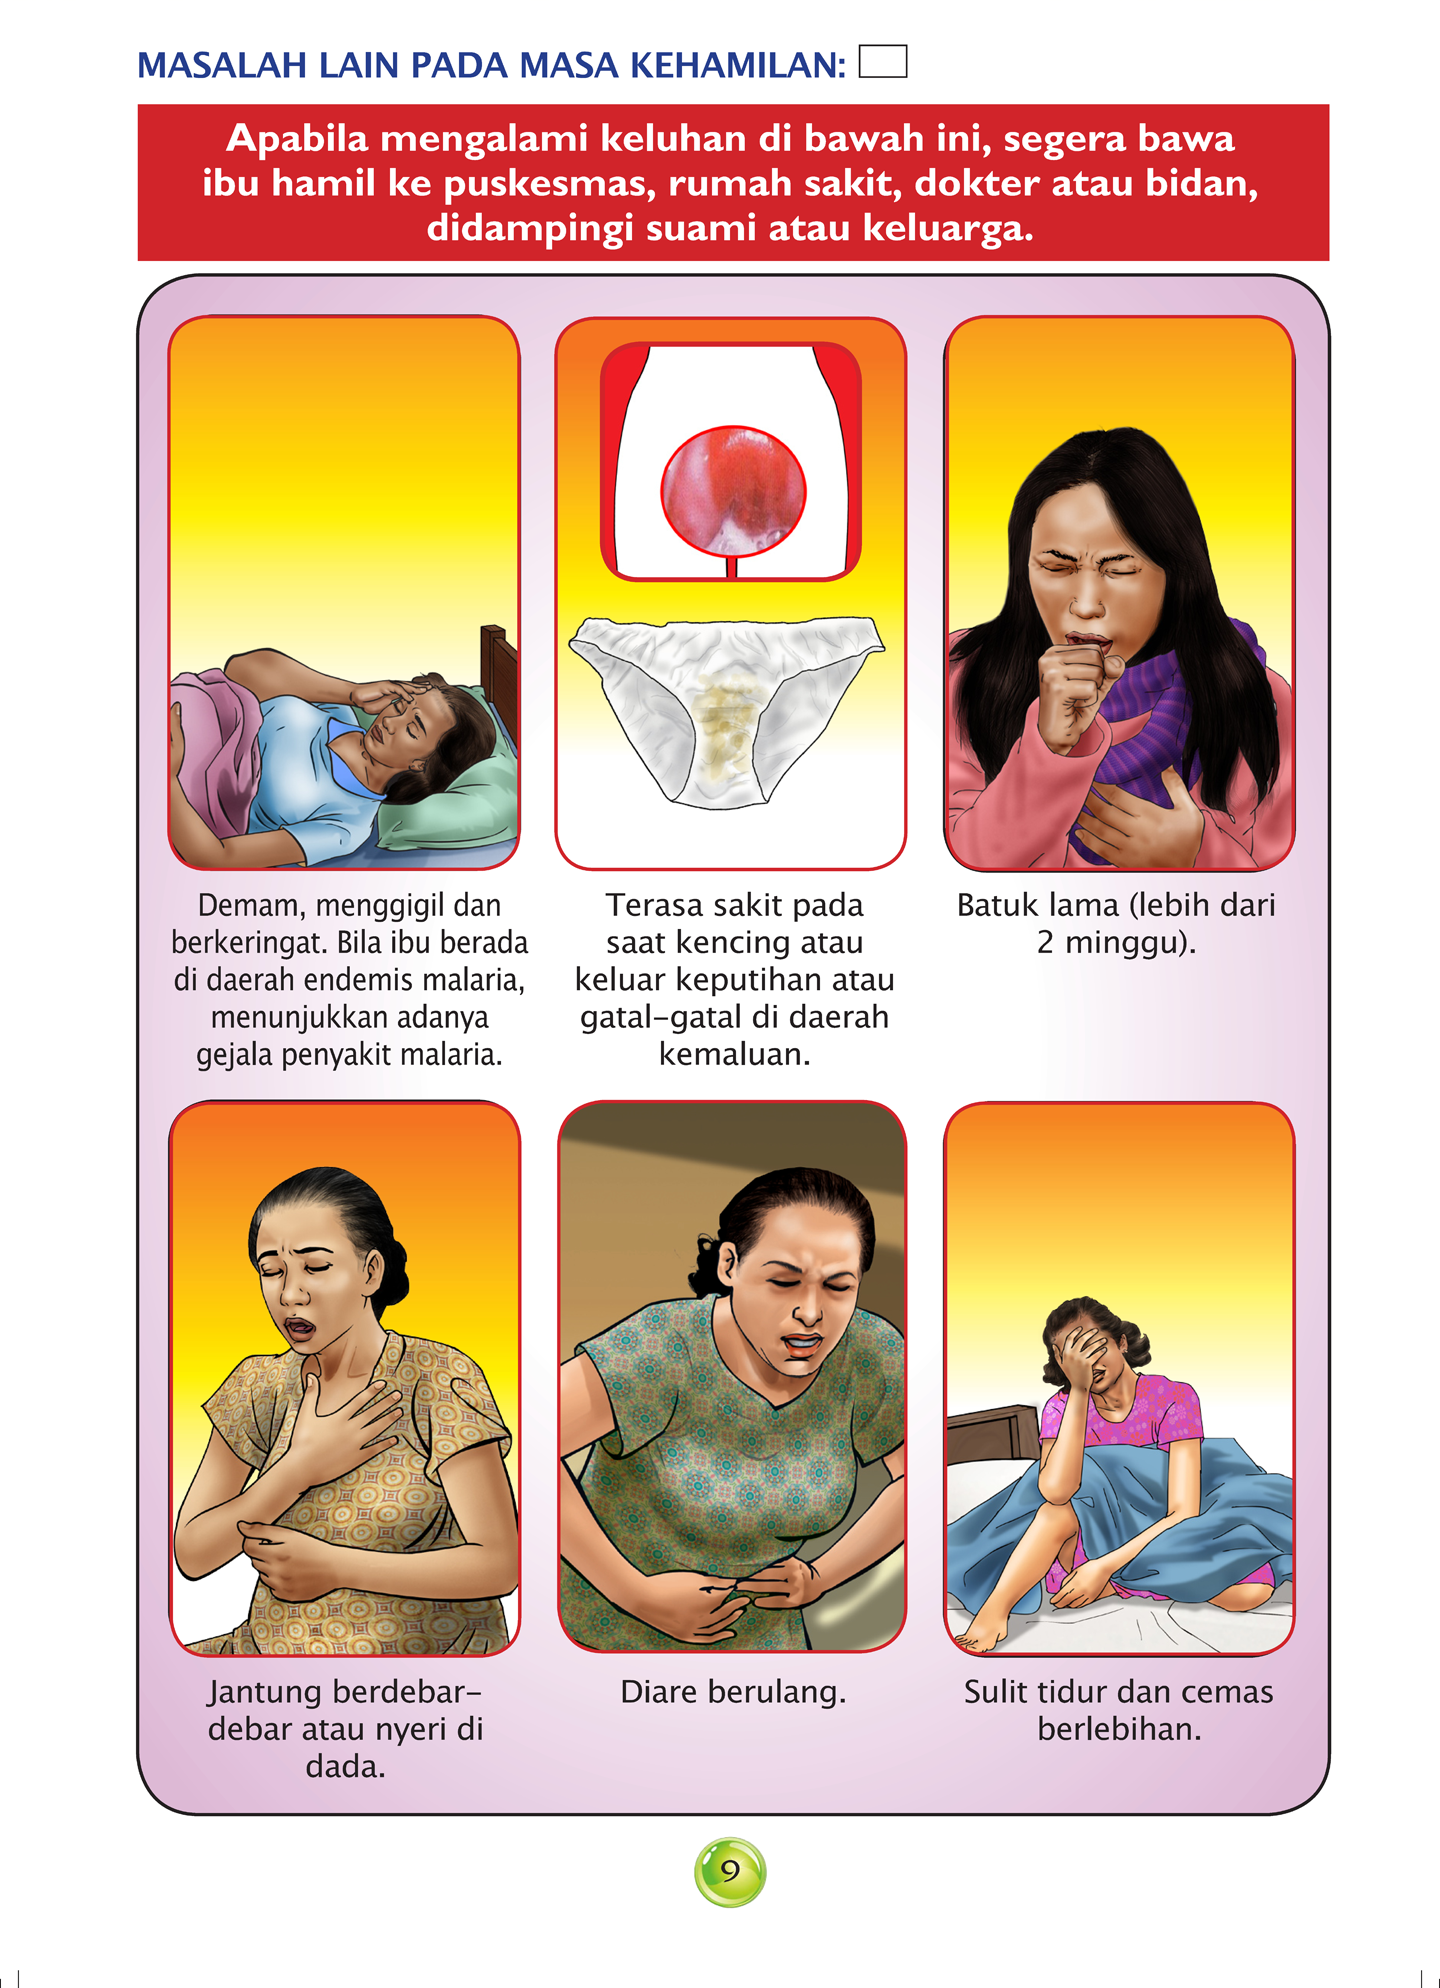 MASALAH LAIN PADA MASA KEHAMILAN:
Apabila mengalami keluhan di bawah ini, segera bawa
ibu hamil ke puskesmas, rumah sakit, dokter atau bidan,
didampingi suami atau keluarga.
Demam, menggigil dan
berkeringat. Bila ibu berada
di daerah endemis malaria,
menunjukkan adanya
gejala penyakit malaria.
Terasa sakit pada
saat kencing atau
keluar keputihan atau
gatal-gatal di daerah
kemaluan.
Batuk lama (lebih dari
2 minggu).
Jantung berdebar-
debar atau nyeri di
dada.
Diare berulang.
Sulit tidur dan cemas
berlebihan.
9